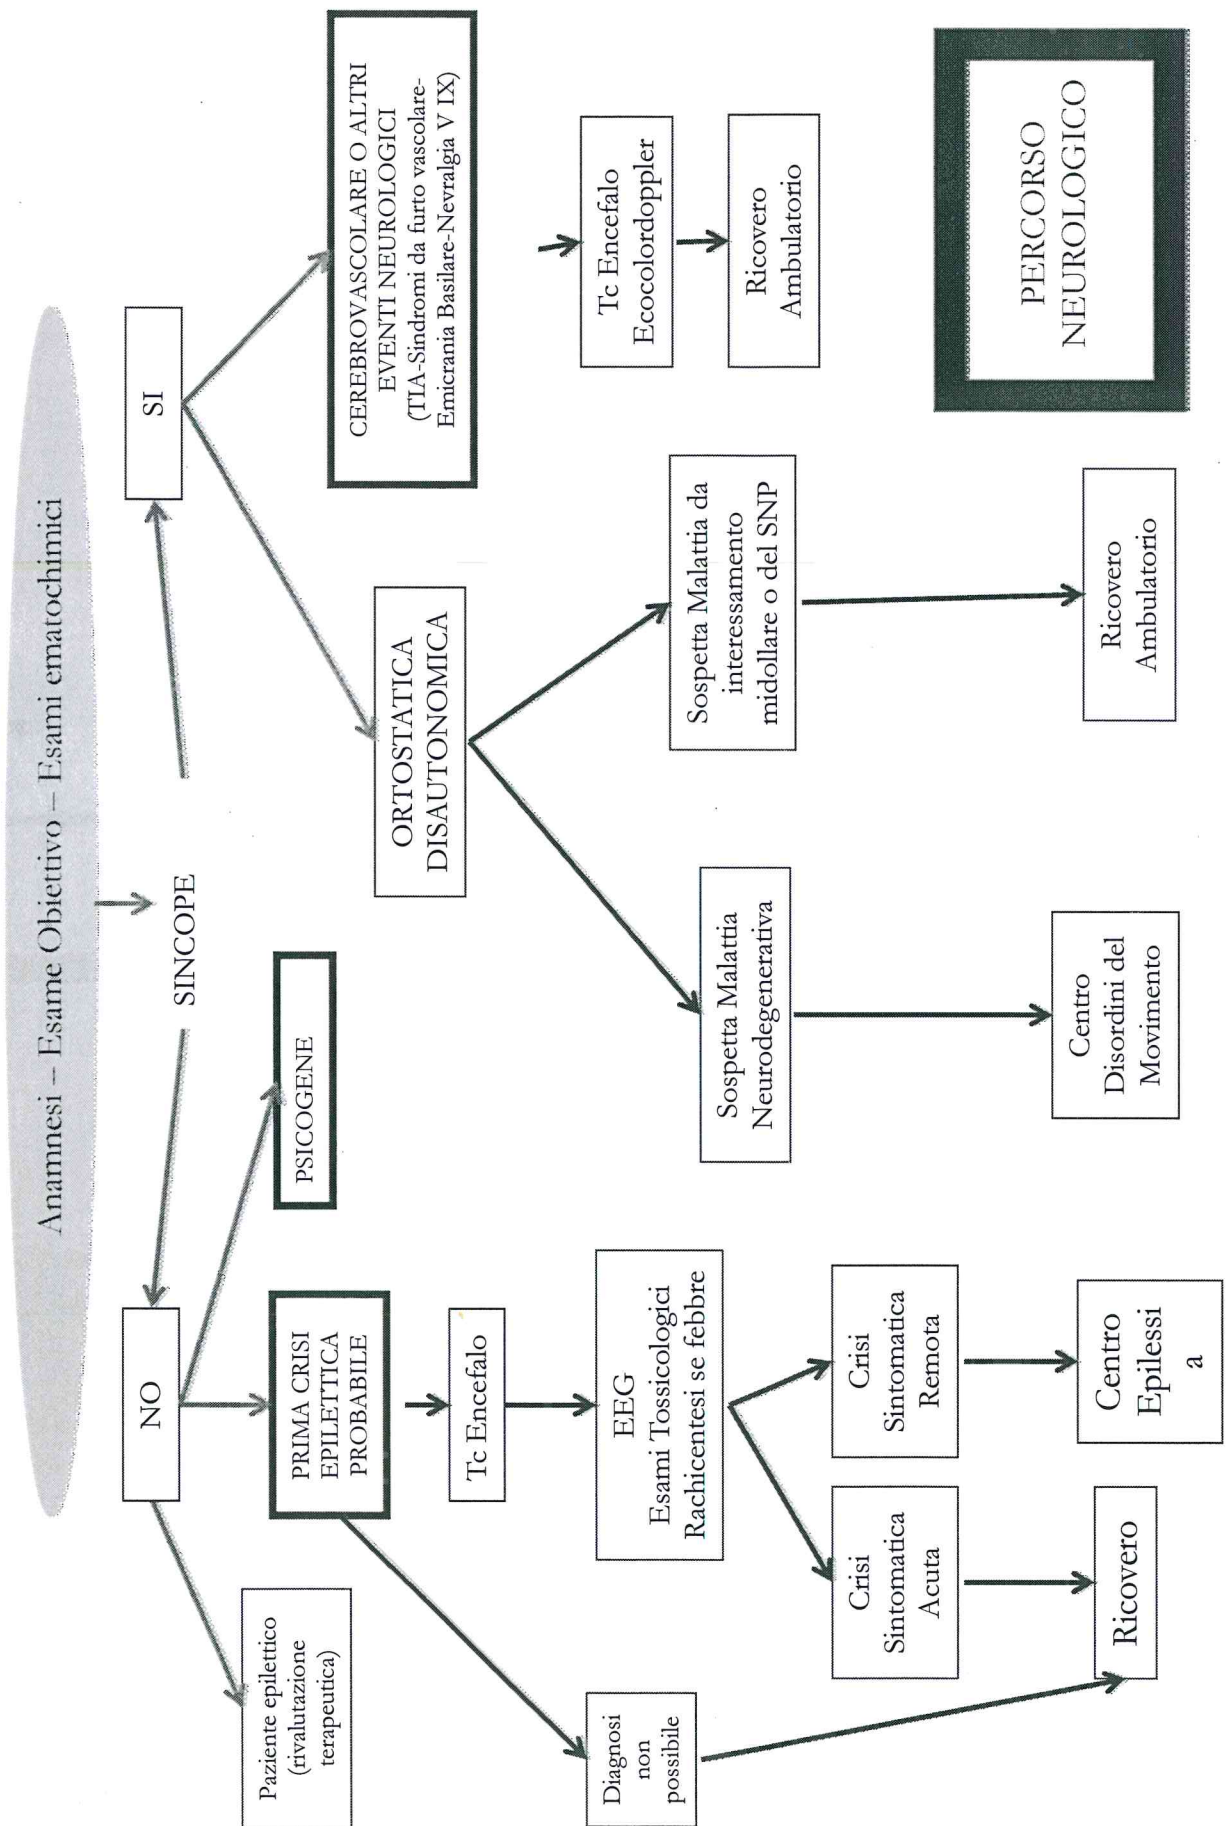 Anamnesi – Esame Obiettivo – Esami ematochimici
SINCOPE
NO
SI
Paziente epilettico
(rivalutazione
terapeutica)
PRIMA CRISI
EPILETTICA
PROBABILE
PSICOGENE
CEREBROVASCOLARE O ALTRI
EVENTI NEUROLOGICI
(TIA-Sindromi da furto vascolare-
Emicrania Basilare-Nevralgia V IX)
ORTOSTATICA
DISAUTONOMICA
Tc Encefalo
Tc Encefalo
Ecocolordoppler
Diagnosi
non
possibile
EEG
Esami Tossicologici
Rachicentesi se febbre
Sospetta Malattia
Neurodegenerativa
Sospetta Malattia da
interessamento
midollare o del SNP
Ricovero
Ambulatorio
Crisi
Sintomatica
Acuta
Crisi
Sintomatica
Remota
Ricovero
Centro
Epilessi
a
Centro
Disordini del
Movimento
Ricovero
Ambulatorio
PERCORSO
NEUROLOGICO